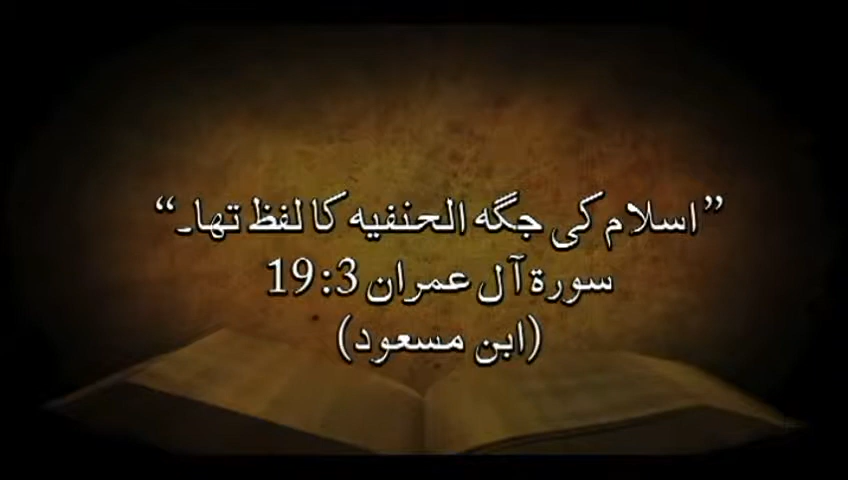 ”اسلام کی جگہ الحنفیہ کا لفظ تھا۔“
سورۃ آل عمران 19:3
(ابن مسعود)